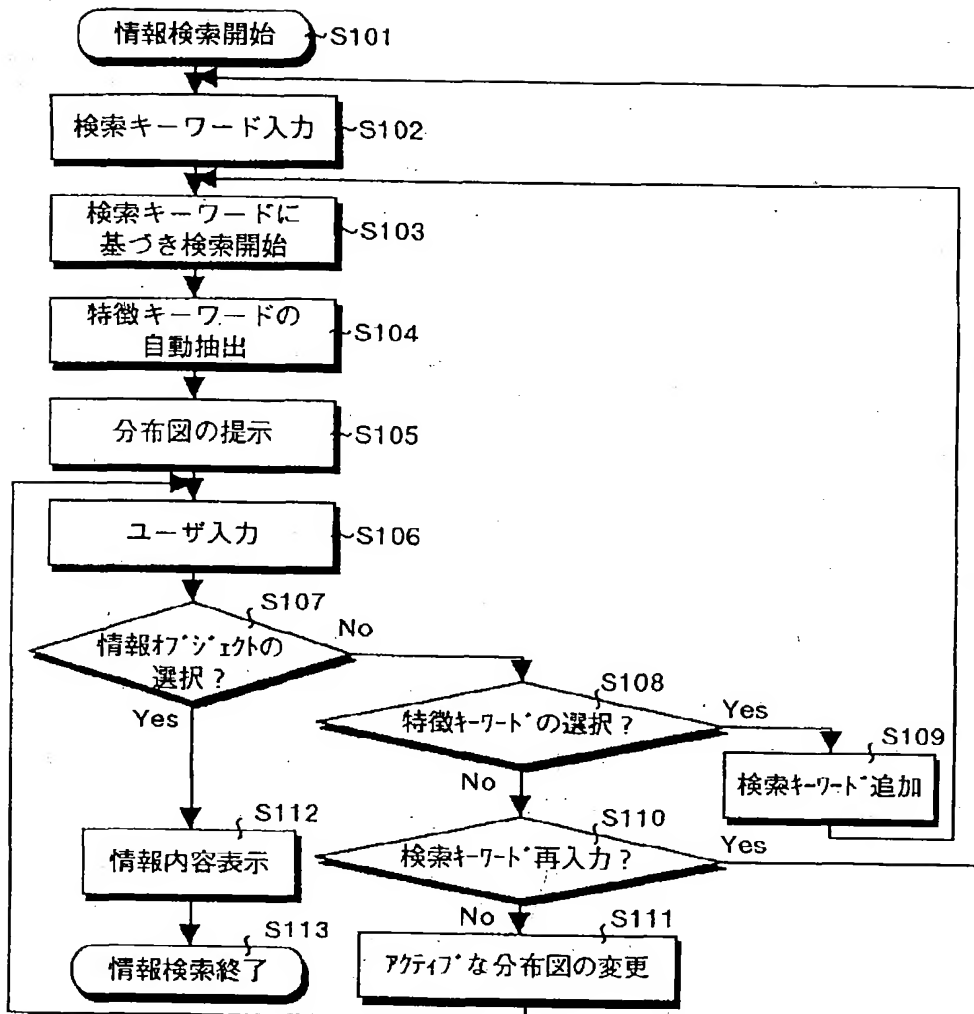 情報検索開始 S101
検索キーワード入力 S102
検索キーワードに
基づき検索開始 S103
特徴キーワードの
自動抽出 S104
分布図の提示 S105
ユーザ入力 S106
S107
情報ｵﾌﾞｼﾞｪｸﾄの
選択？
No
Yes
S108
特徴ｷｰﾜｰﾄﾞの選択？
Yes
No
S109
検索ｷｰﾜｰﾄﾞ追加
S110
検索ｷｰﾜｰﾄﾞ再入力？
Yes
No
S111
ｱｸﾃｨﾌﾞな分布図の変更
S112
情報内容表示
S113
情報検索終了